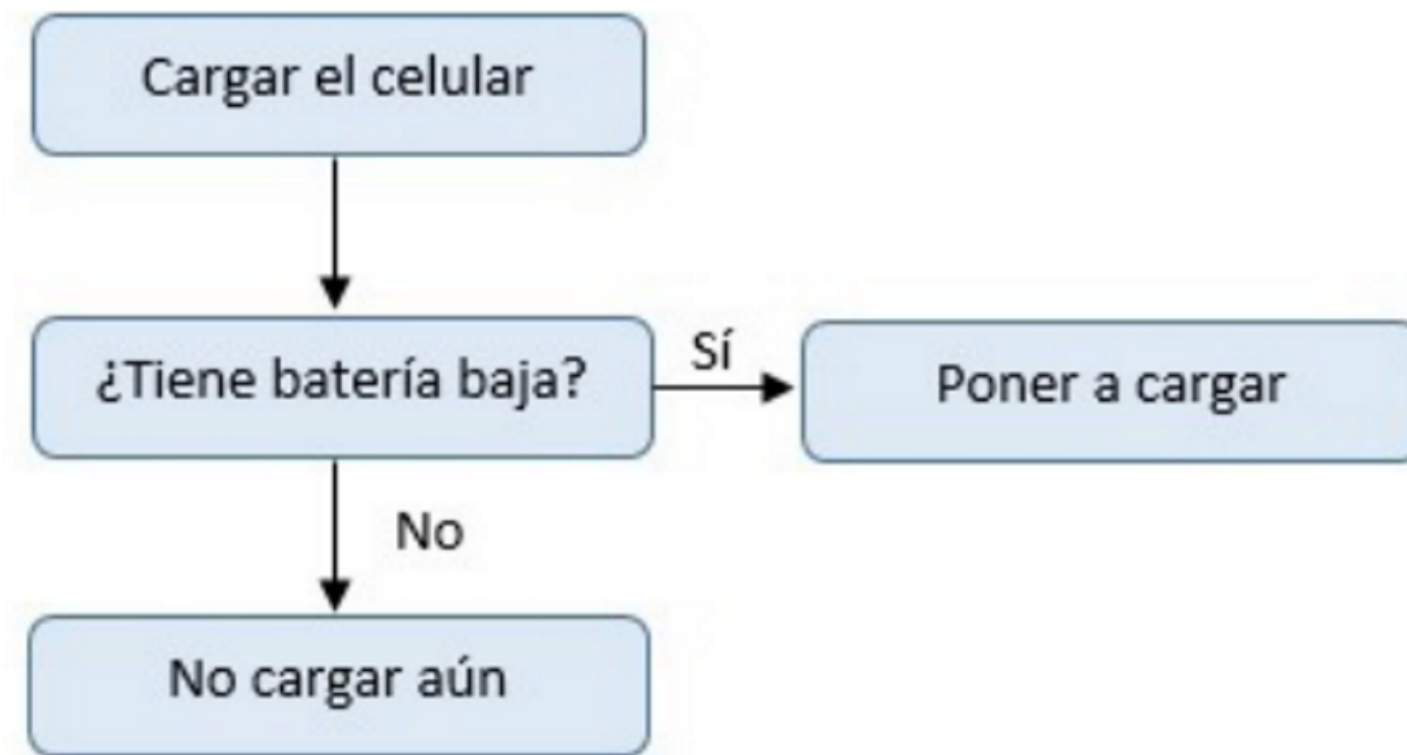 Cargar el celular
¿Tiene batería baja?
Sí
Poner a cargar
No
No cargar aún